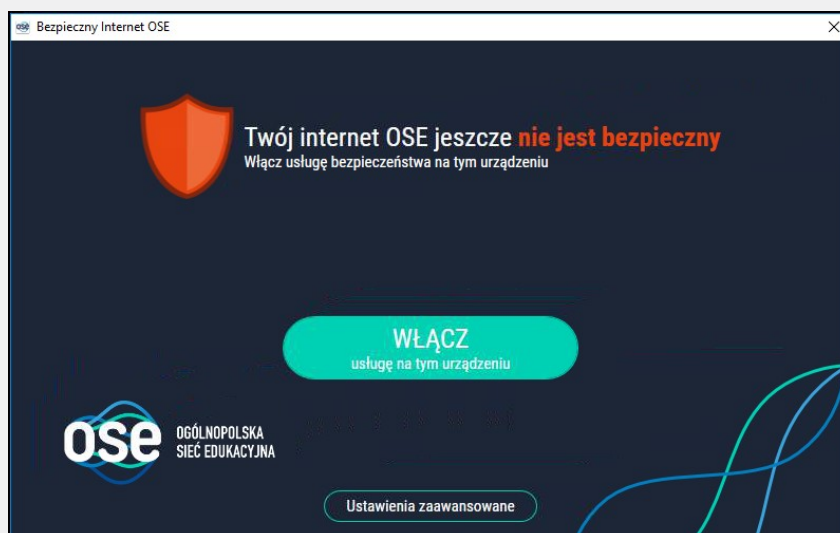 Bezpieczny Internet OSE
Twój internet OSE jeszcze nie jest bezpieczny
Włącz usługę bezpieczeństwa na tym urządzeniu
WŁĄCZ
usługę na tym urządzeniu
ose OGÓLNOPOLSKA
SIEĆ EDUKACYJNA
Ustawienia zaawansowane